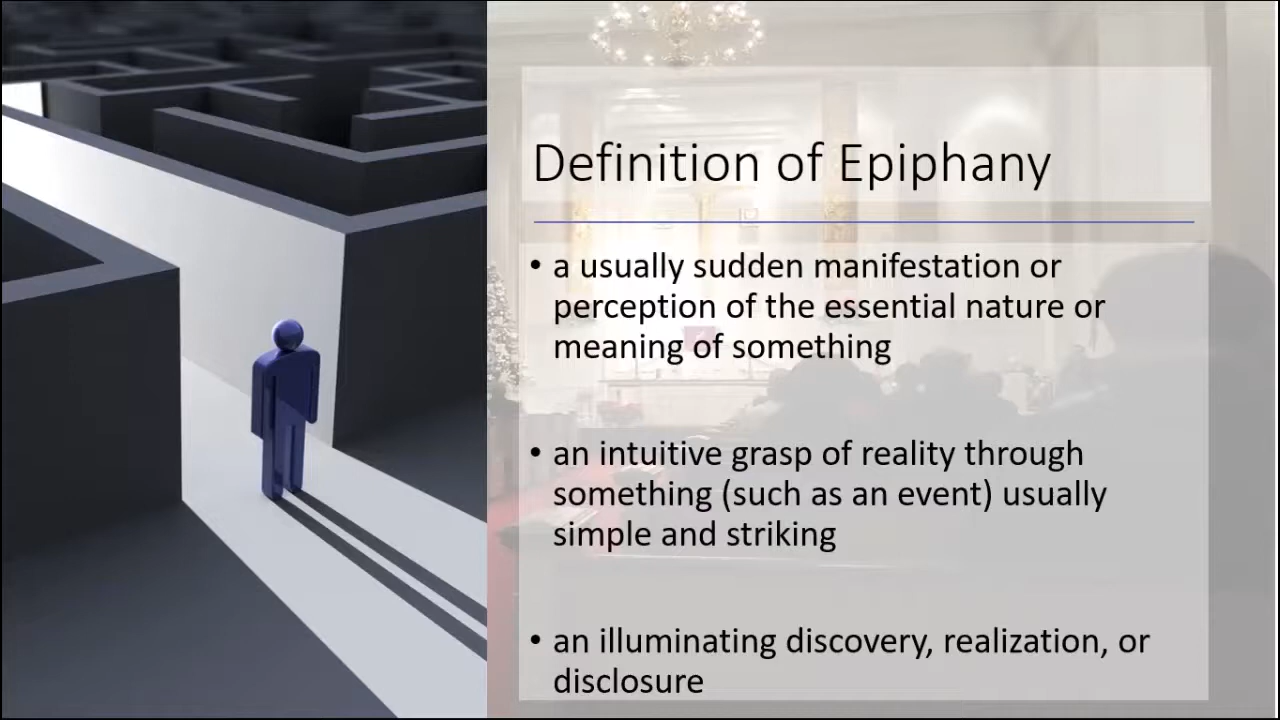 Definition of Epiphany
• a usually sudden manifestation or
perception of the essential nature or
meaning of something
• an intuitive grasp of reality through
something (such as an event) usually
simple and striking
• an illuminating discovery, realization, or
disclosure